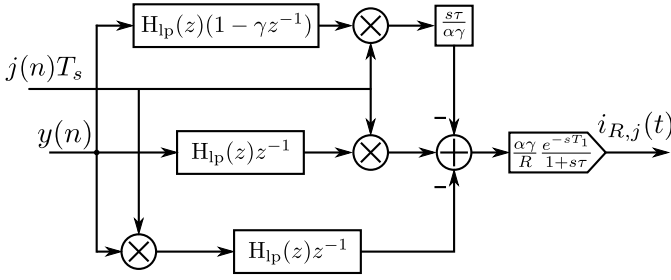 H_lp(z)(1 − γz^{−1})
sτ/αγ
j(n)T_s
−
y(n)
H_lp(z)z^{−1}
αγ/R e^{−sT_1}/1+sτ
i_{R,j}(t)
−
H_lp(z)z^{−1}